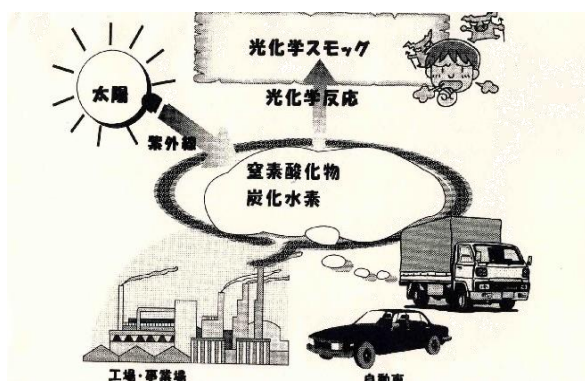 光化学スモッグ
太陽
光化学反応
紫外線
窒素酸化物
炭化水素
工場・事業場
自動車